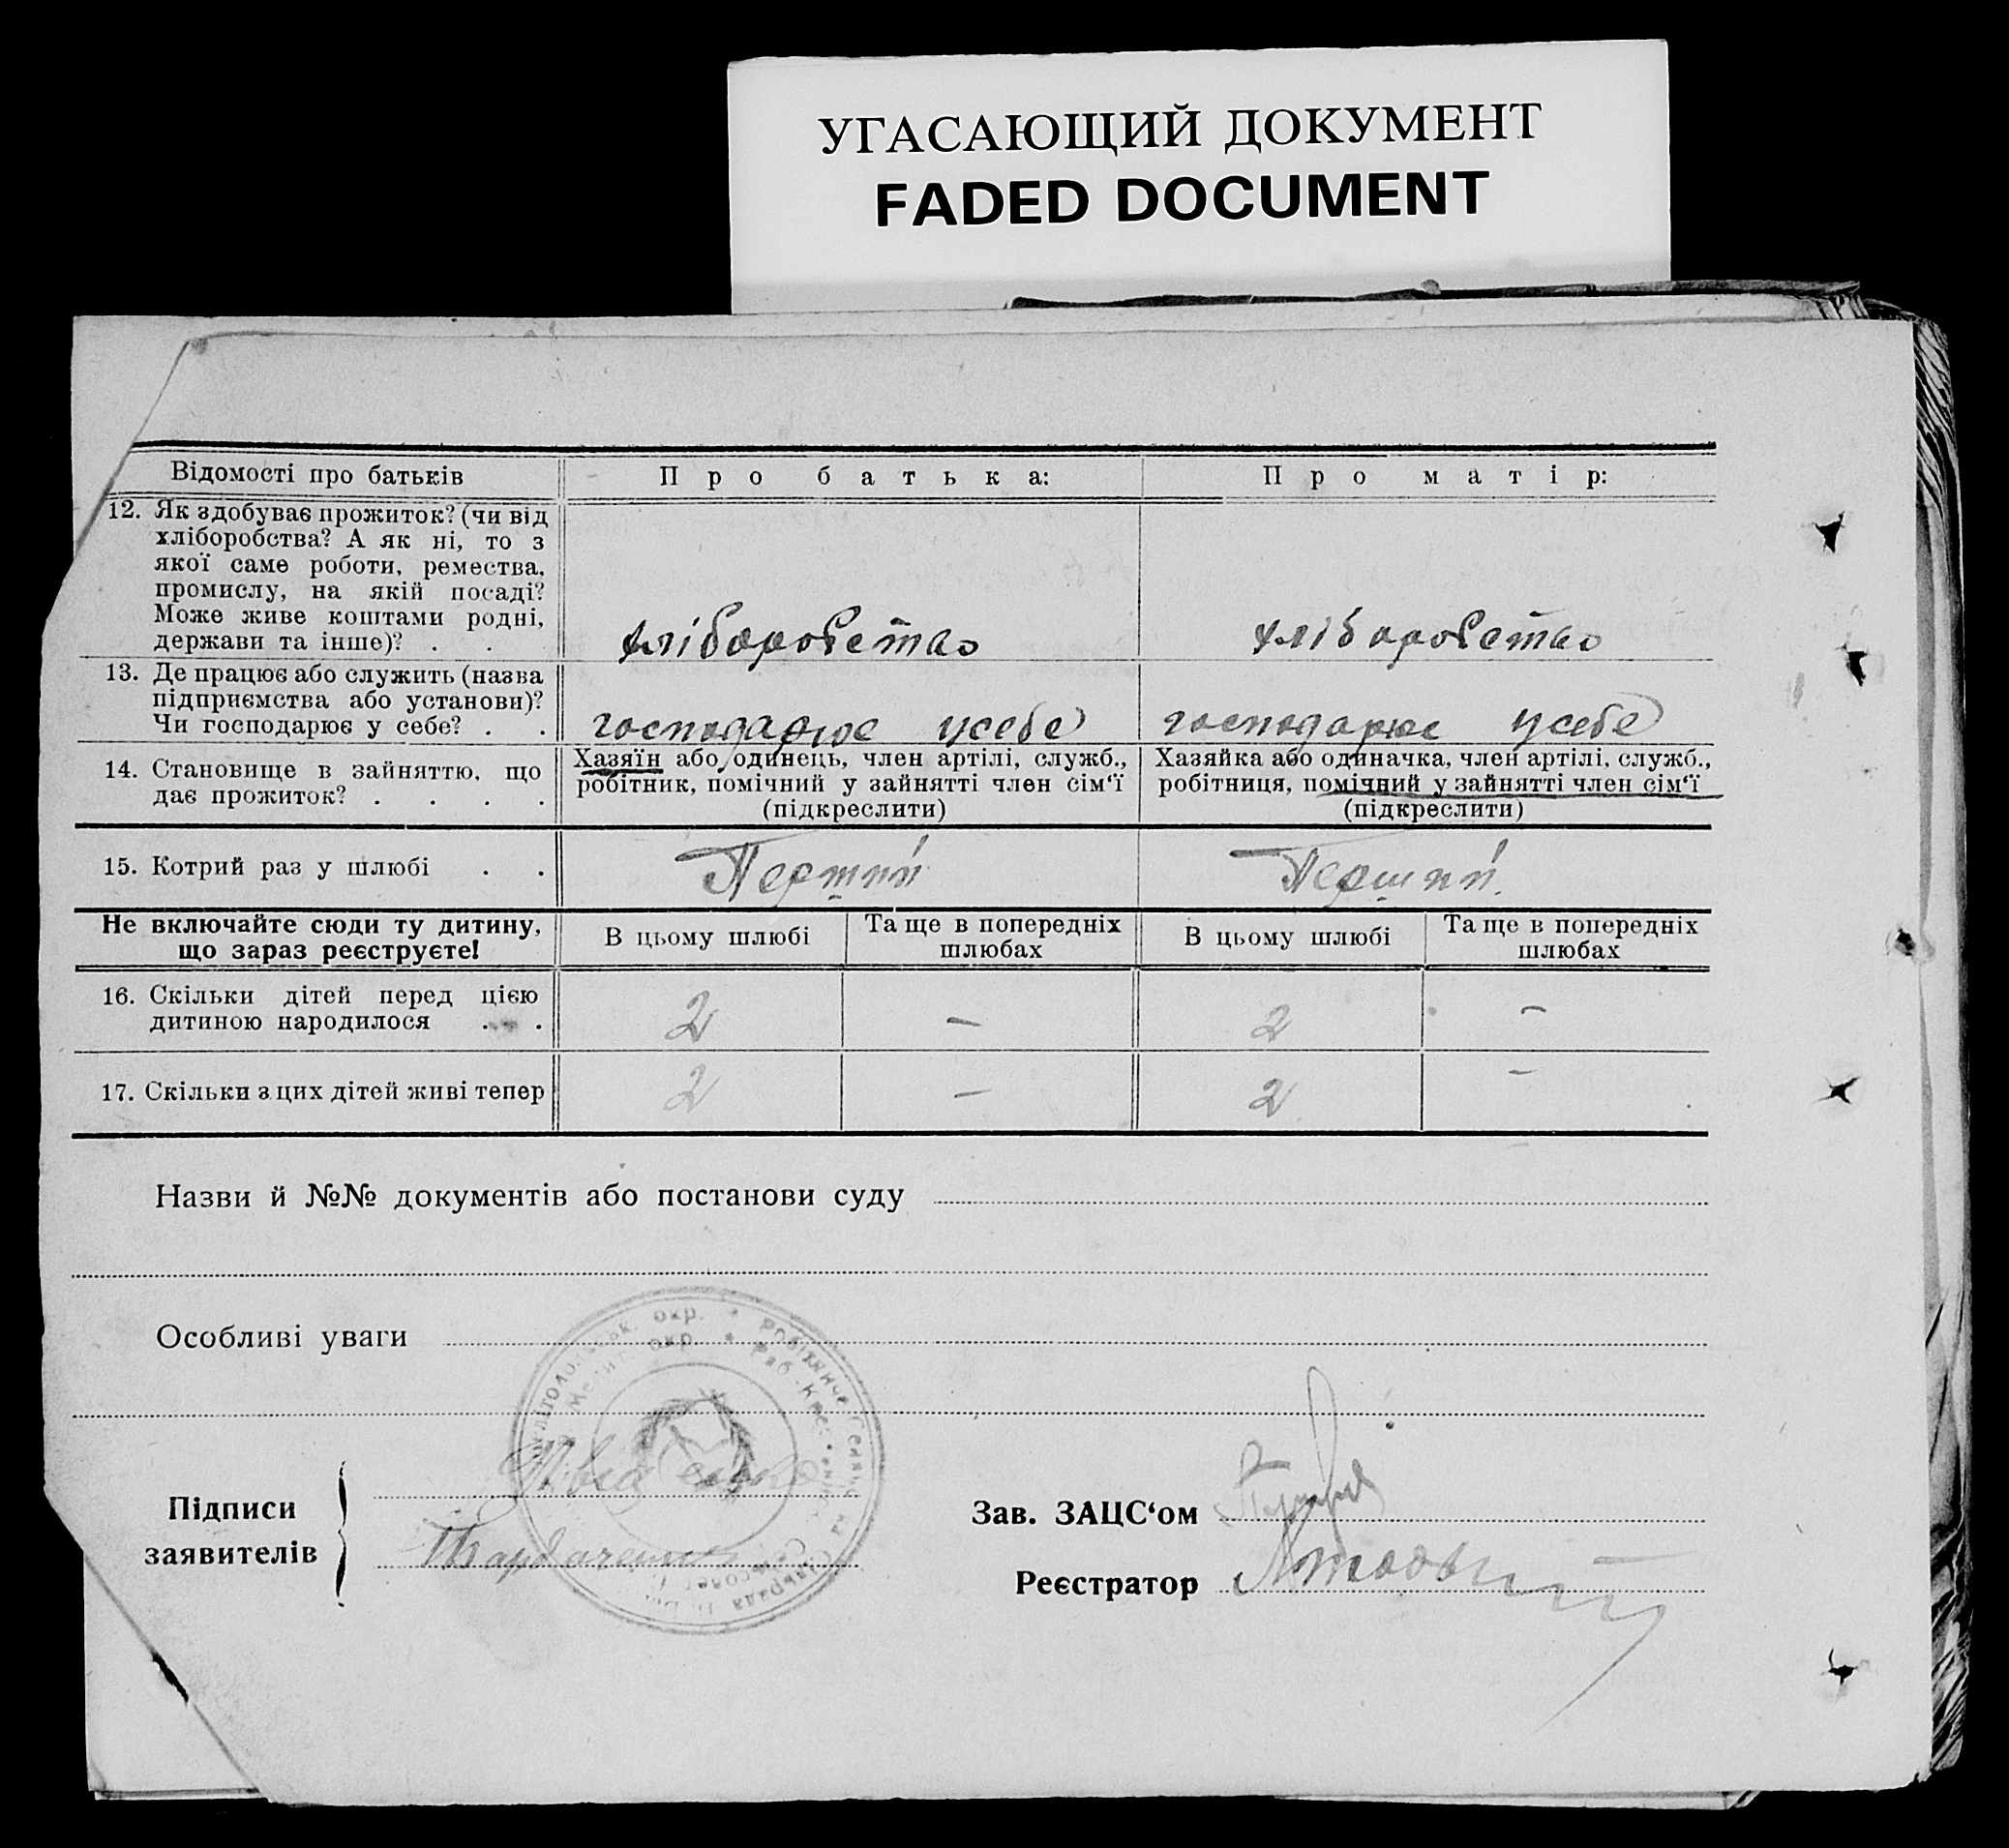 УГАСАЮЩИЙ ДОКУМЕНТ
FADED DOCUMENT
Відомості про батьків
Про батька:
Про матір:
12. Як здобуває прожиток? (чи від
хліборобства? А як ні, то з
якої саме роботи, ремества,
промислу, на якій посаді?
Може живе коштами родні,
держави та інше)? . .
хліборобство
хліборобство
13. Де працює або служить (назва
підприємства або установи)?
Чи господарює у себе? . .
господарює усебе
господарює усебе
14. Становище в зайняттю, що
дає прожиток? . . . .
Хазяїн або одинець, член артілі, служб.,
робітник, помічний у зайнятті член сім‘ї
(підкреслити)
Хазяйка або одиначка, член артілі, служб.,
робітниця, помічний у зайнятті член сім‘ї
(підкреслити)
15. Котрий раз у шлюбі . .
Перший
Перший
Не включайте сюди ту дитину,
що зараз реєструєте!
В цьому шлюбі
Та ще в попередніх
шлюбах
В цьому шлюбі
Та ще в попередніх
шлюбах
16. Скільки дітей перед цією
дитиною народилося . . .
2
–
2
–
17. Скільки з цих дітей живі тепер
2
–
2
–
Назви й №№ документів або постанови суду
Особливі уваги
окр. * робітниче
окр. *
Підписи
заявителів
Зав. ЗАЦС‘ом
Реєстратор